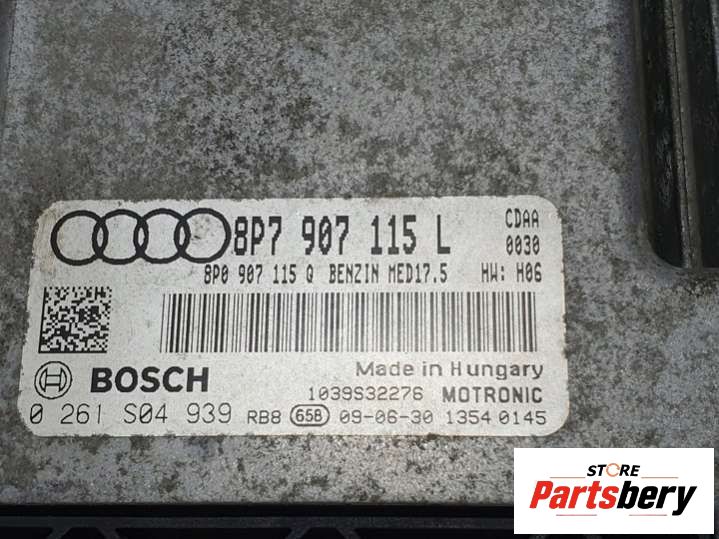 8P7 907 115 L CDAA
0030
8P0 907 115 Q BENZIN MED17.5 HW: H06
Made in Hungary
BOSCH 1039S32276 MOTRONIC
0 261 S04 939 RB8 65B 09-06-30 1354 0145
STORE
Partsbery